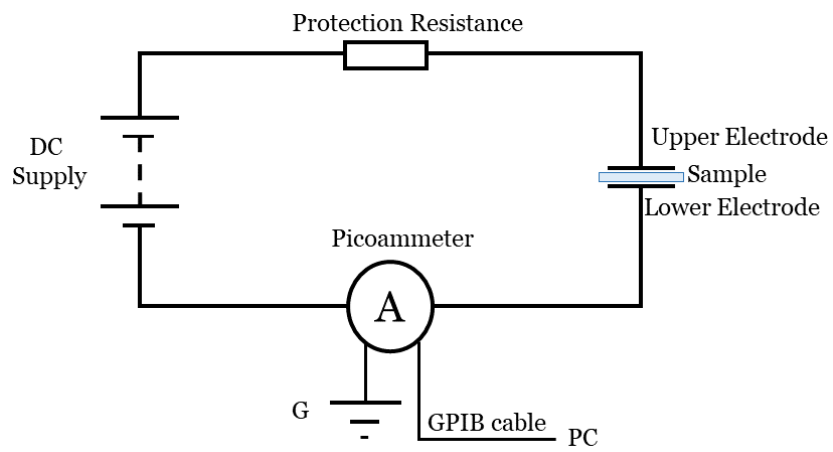 Protection Resistance
DC
Supply
Upper Electrode
Sample
Lower Electrode
Picoammeter
A
G
GPIB cable
PC